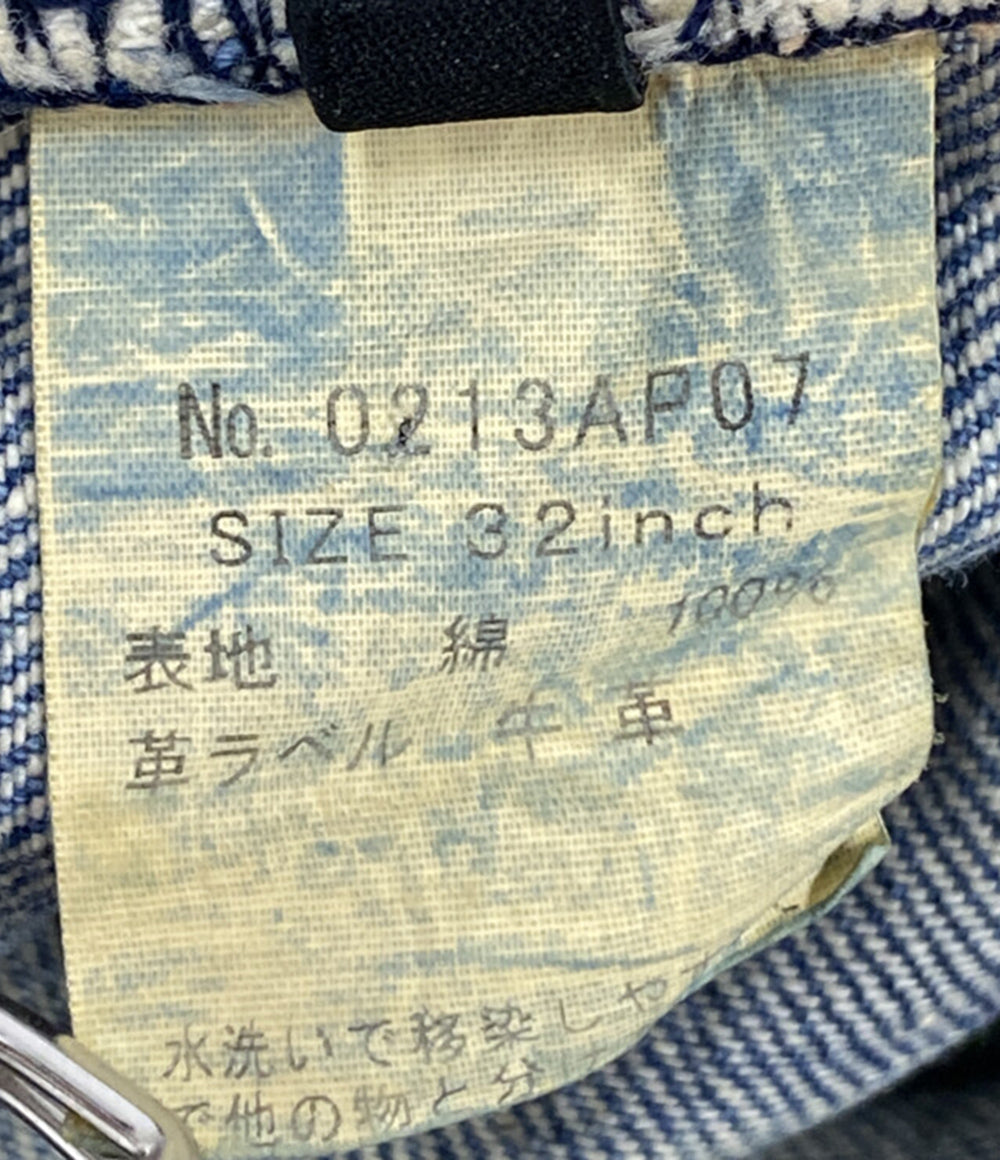 No. 0213AP07
SIZE 32inch
表地 綿 100%
革ラベル 牛革
水洗いで移染しや
で他の物と分